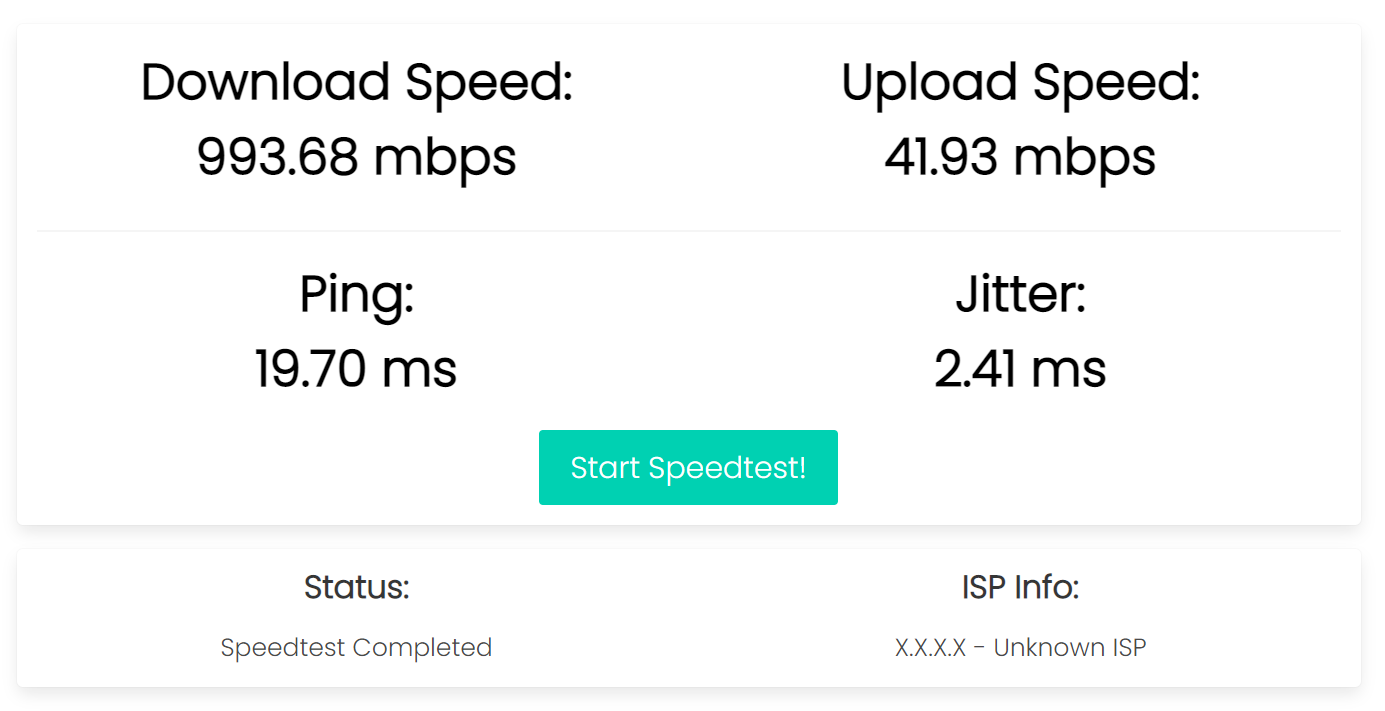 Download Speed:
993.68 mbps
Upload Speed:
41.93 mbps
Ping:
19.70 ms
Jitter:
2.41 ms
Start Speedtest!
Status:
Speedtest Completed
ISP Info:
X.X.X.X - Unknown ISP